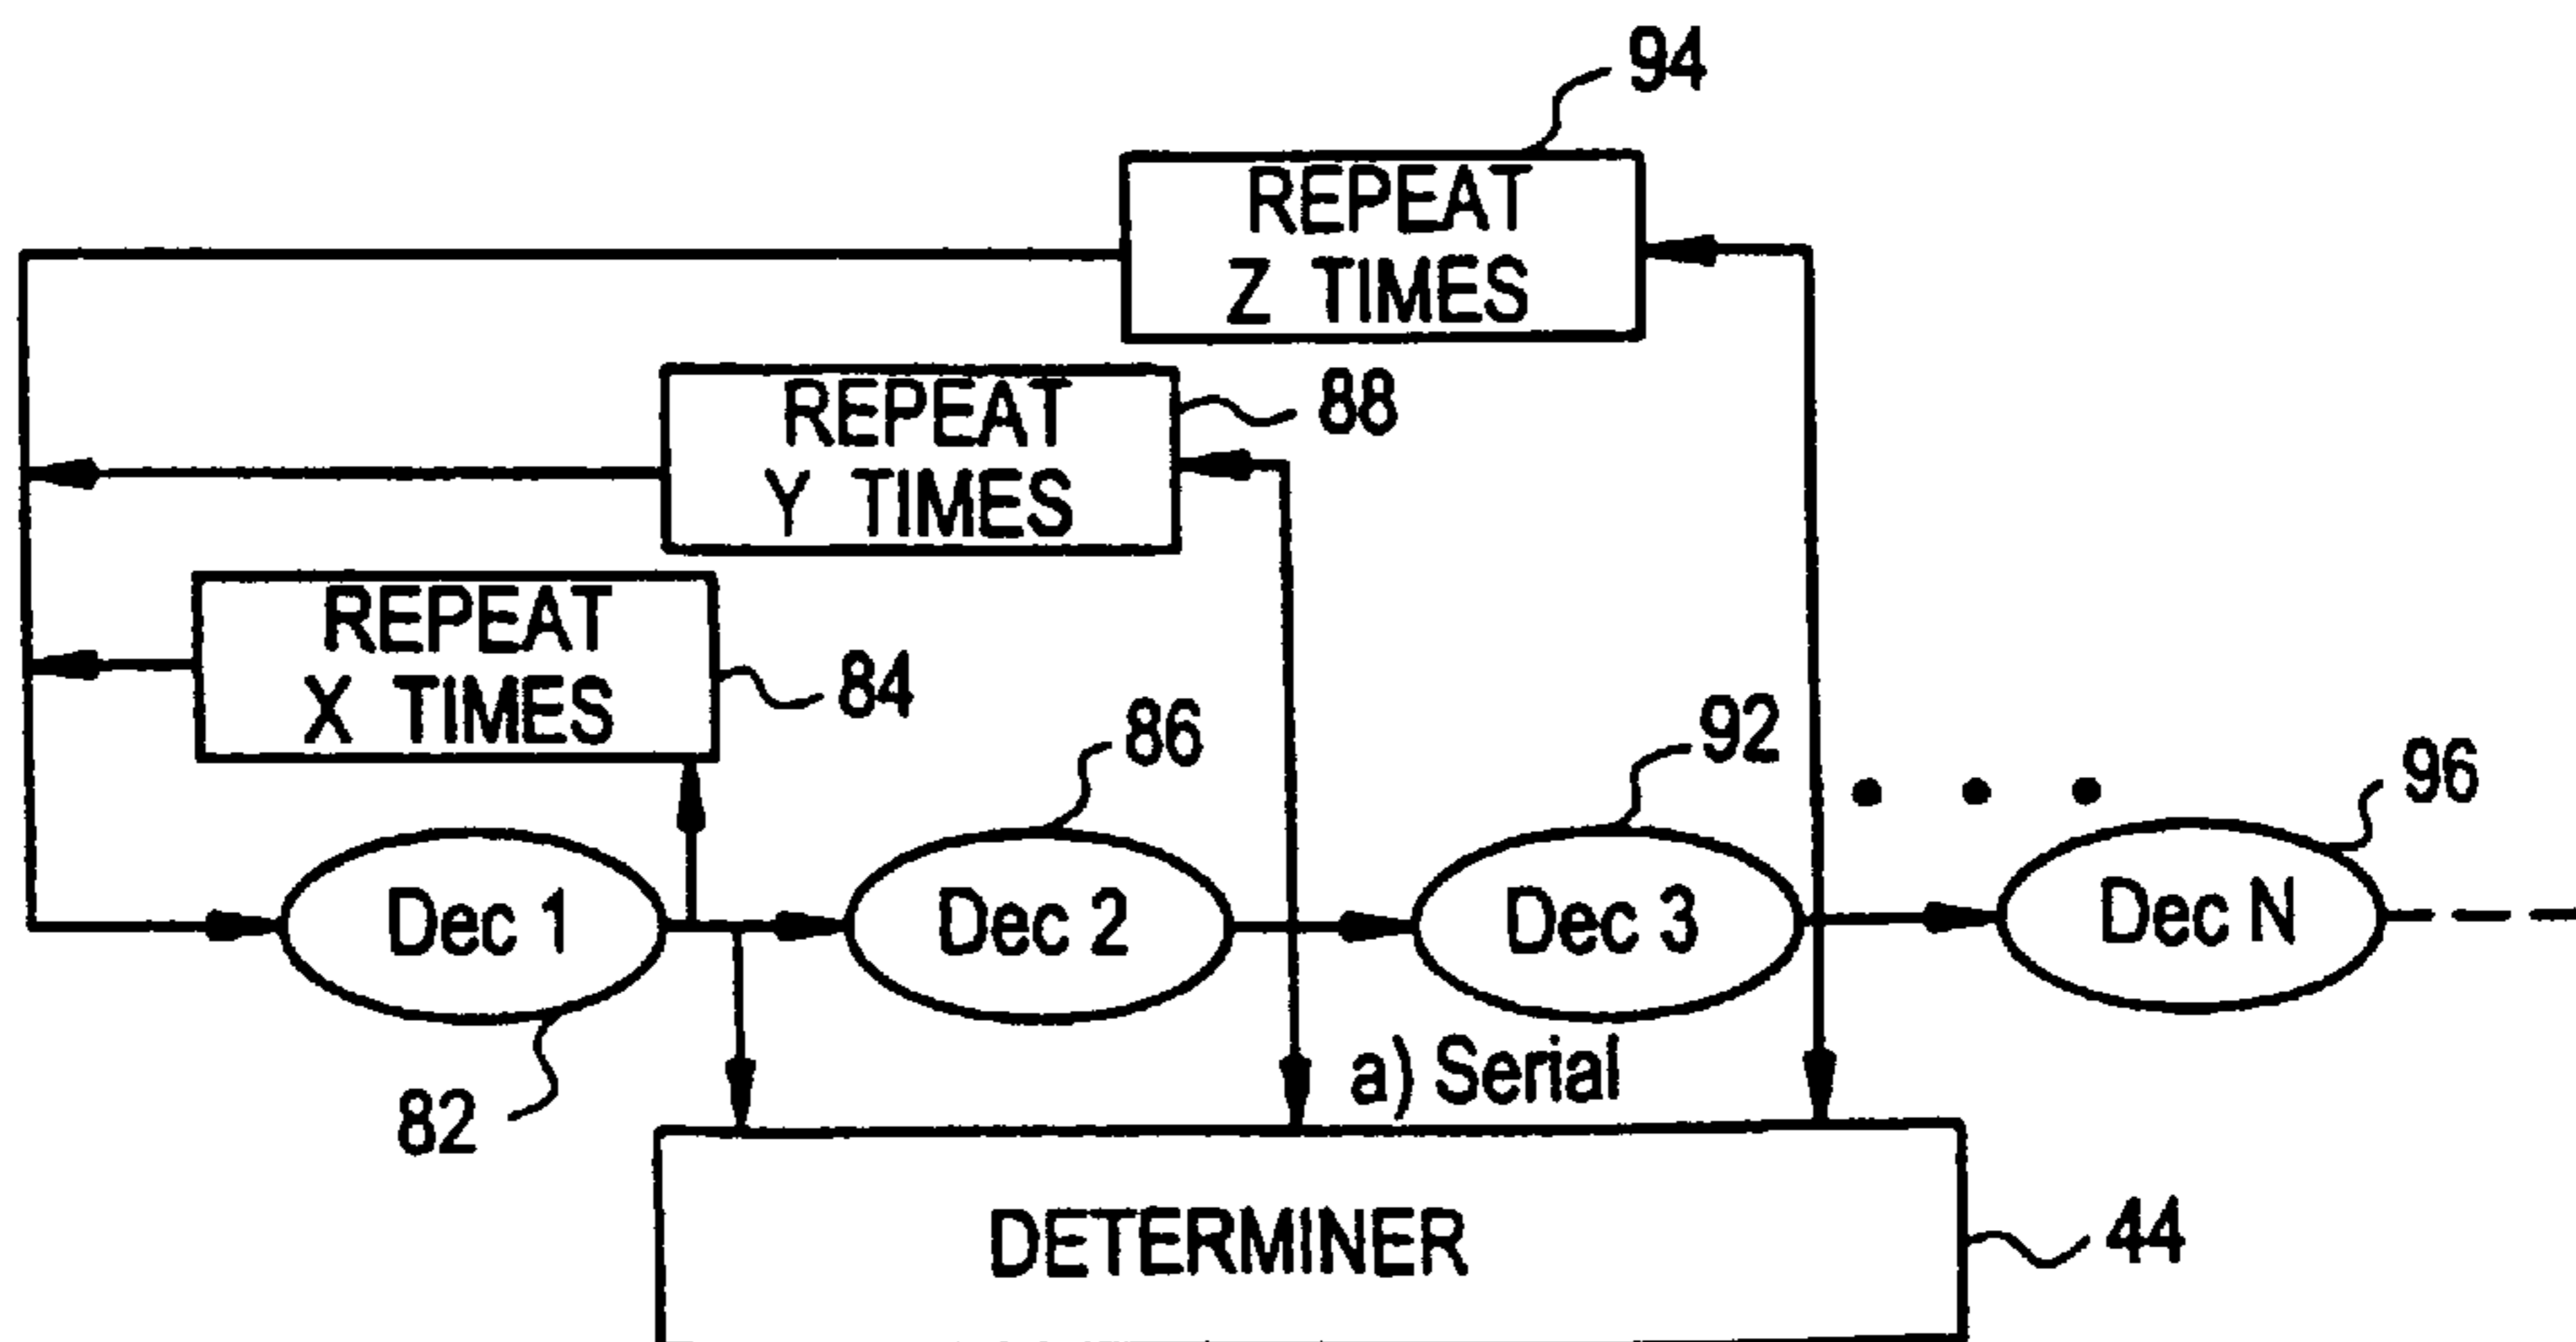 94
REPEAT
Z TIMES
88
REPEAT
Y TIMES
REPEAT
X TIMES
84
86
92
96
Dec 1
Dec 2
Dec 3
Dec N
82
a) Serial
DETERMINER
44